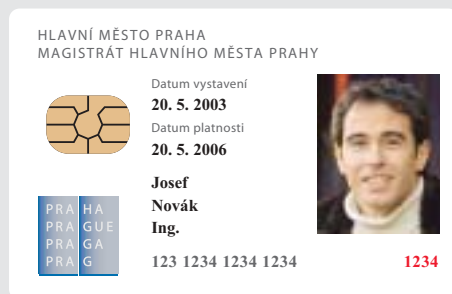 HLAVNÍ MĚSTO PRAHA
MAGISTRÁT HLAVNÍHO MĚSTA PRAHY
Datum vystavení
20. 5. 2003
Datum platnosti
20. 5. 2006
Josef
Novák
Ing.
PRA HA
PRA GUE
PRA GA
PRA G
123 1234 1234 1234 1234